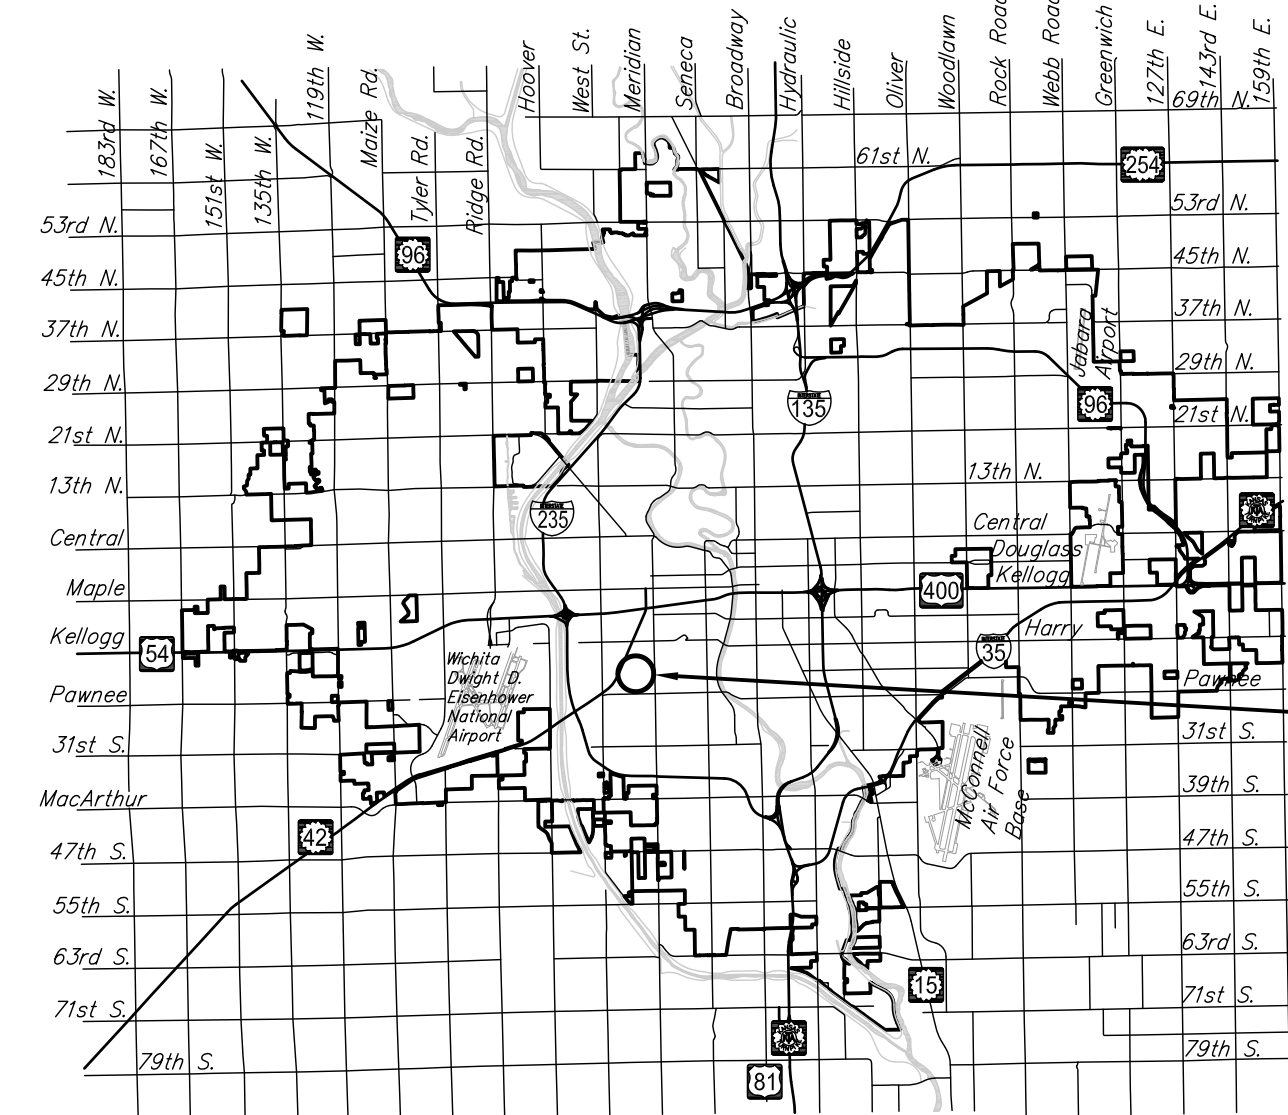 183rd W.
167th W.
151st W.
135th W.
119th W.
Maize Rd.
Tyler Rd.
Ridge Rd.
Hoover
West St.
Meridian
Seneca
Broadway
Hydraulic
Hillside
Oliver
Woodlawn
Rock Road
Webb Road
Greenwich
127th E.
143rd E.
159th E.
69th N.
61st N.
254
53rd N.
53rd N.
96
45th N.
45th N.
37th N.
37th N.
Jabara
Airport
29th N.
29th N.
135
96
21st N.
21st N.
13th N.
13th N.
235
Central
Central
Douglass
Maple
Kellogg
400
Kellogg
54
Harry
35
Wichita
Dwight D.
Eisenhower
National
Airport
Pawnee
Pawnee
31st S.
31st S.
McConnell
Air Force
Base
MacArthur
39th S.
42
47th S.
47th S.
55th S.
55th S.
63rd S.
63rd S.
15
71st S.
71st S.
79th S.
79th S.
81